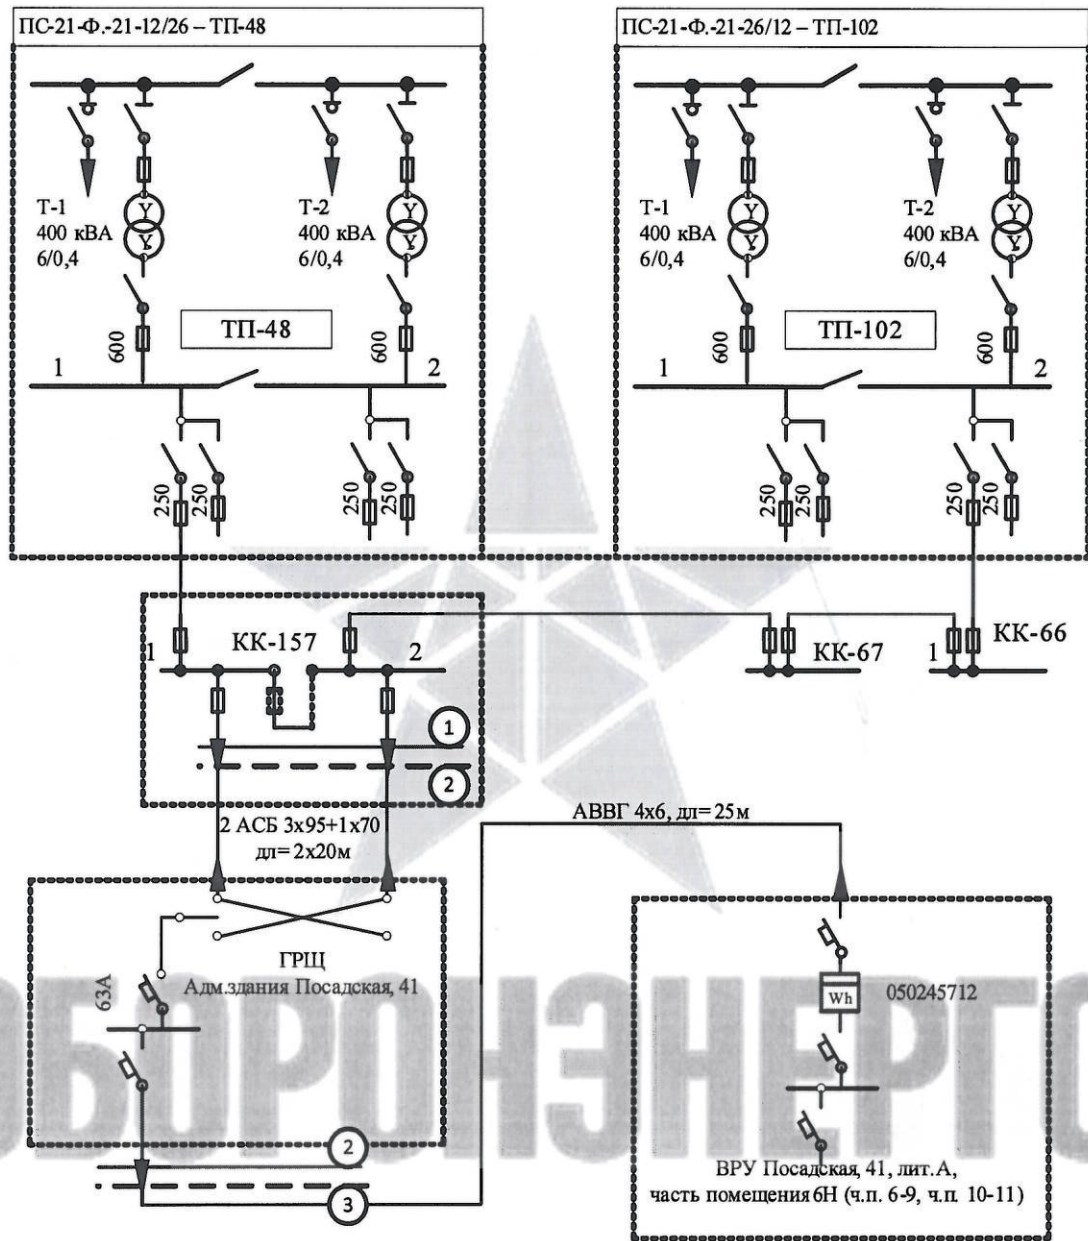 ПС-21-Ф.-21-12/26 – ТП-48
ПС-21-Ф.-21-26/12 – ТП-102
Т-1
400 кВА
6/0,4
Y
Y
Т-2
400 кВА
6/0,4
Y
Y
Т-1
400 кВА
6/0,4
Y
Y
Т-2
400 кВА
6/0,4
Y
Y
600
ТП-48
600
600
ТП-102
600
1
2
1
2
250
250
250
250
250
250
250
250
1
КК-157
2
КК-67
1
КК-66
1
2
2 АСБ 3х95+1х70
дл= 2х20м
АВВГ 4х6, дл= 25м
ГРЩ
Адм.здания Посадская, 41
63А
Wh
050245712
ОБОРОНЭНЕРГО
2
3
ВРУ Посадская, 41, лит.А,
часть помещения 6Н (ч.п. 6-9, ч.п. 10-11)